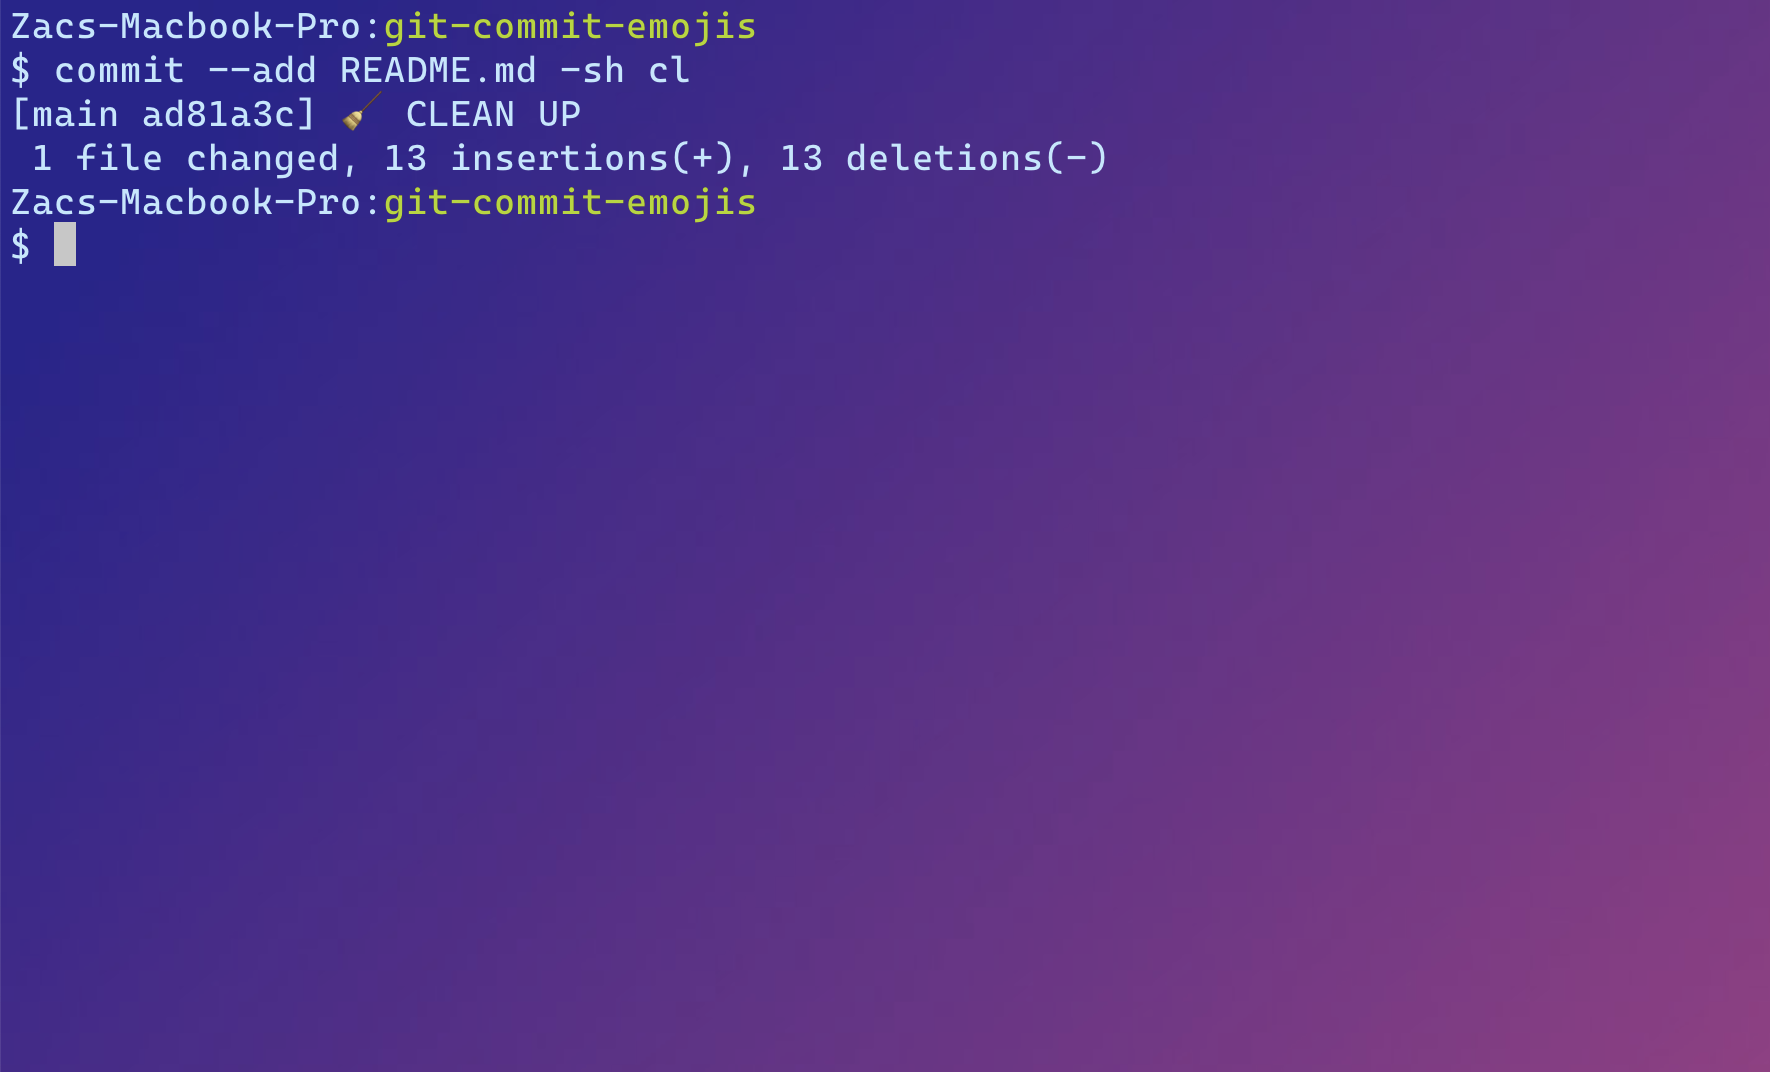 Zacs-Macbook-Pro:git-commit-emojis
$ commit --add README.md -sh cl
[main ad81a3c] 🧹 CLEAN UP
 1 file changed, 13 insertions(+), 13 deletions(-)
Zacs-Macbook-Pro:git-commit-emojis
$